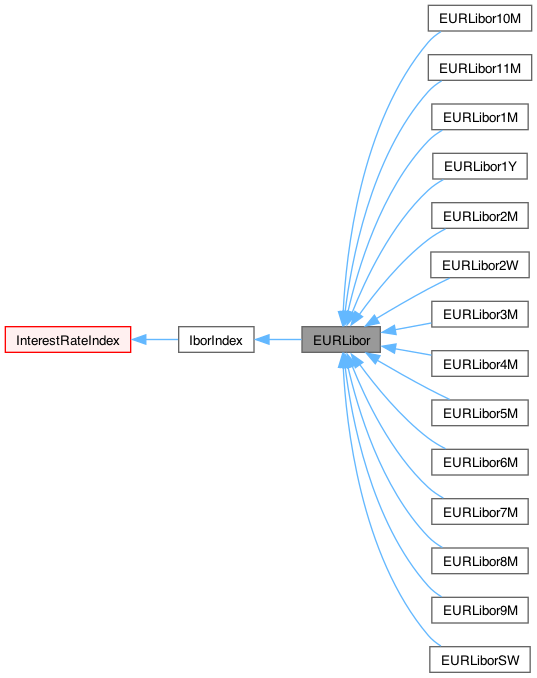 EURLibor10M
EURLibor11M
EURLibor1M
EURLibor1Y
EURLibor2M
EURLibor2W
EURLibor3M
InterestRateIndex
IborIndex
EURLibor
EURLibor4M
EURLibor5M
EURLibor6M
EURLibor7M
EURLibor8M
EURLibor9M
EURLiborSW